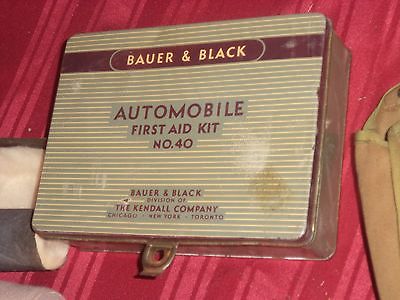 BAUER & BLACK
AUTOMOBILE
FIRST AID KIT
NO.40
BAUER & BLACK
DIVISION OF
THE KENDALL COMPANY
CHICAGO - NEW YORK - TORONTO